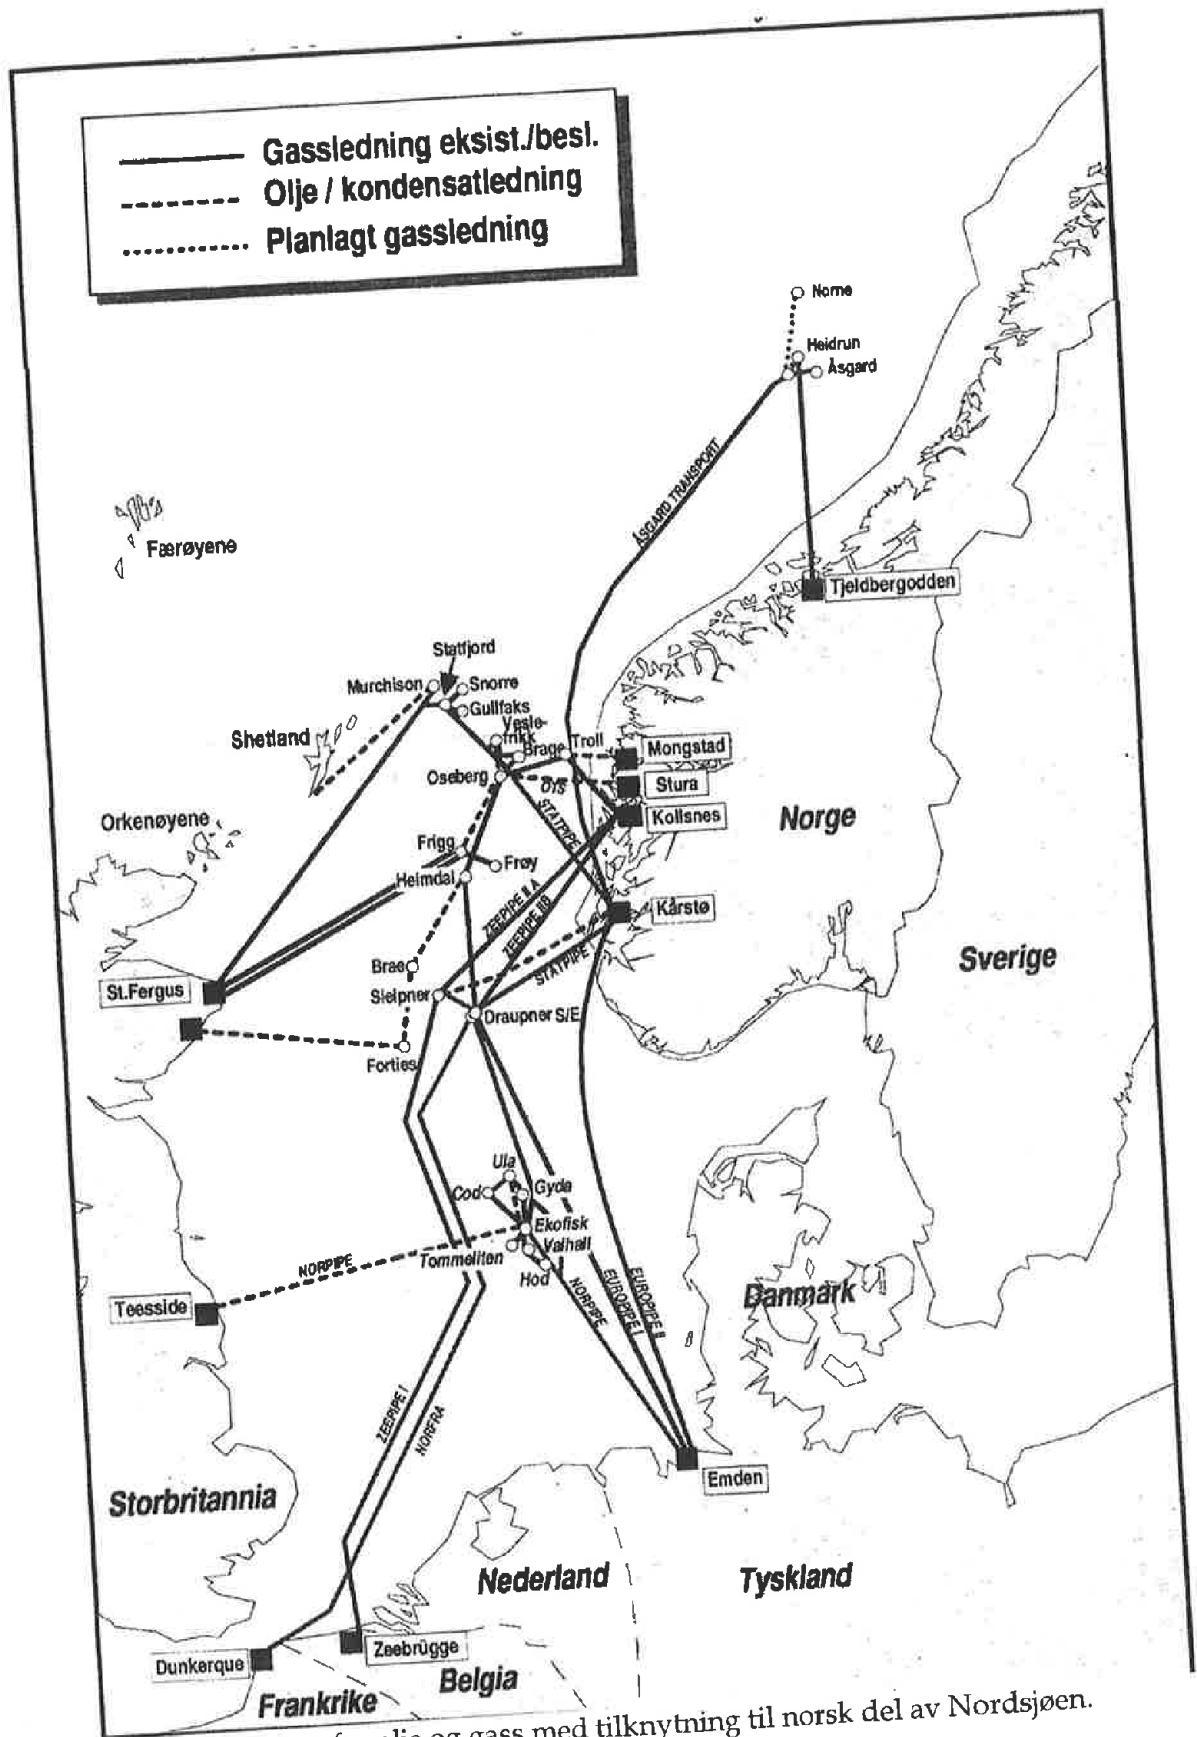 Gassledning eksist./besl.
Olje / kondensatledning
Planlagt gassledning
Norne
Heidrun
Åsgard
ÅSGARD TRANSPORT
Færøyene
Tjeldbergodden
Statfjord
Murchison
Snorre
Gullfaks
Shetland
Vesle-
frikk
Brage
Troll
Mongstad
Oseberg
OTS
Stura
STATPIPE
Kollsnes
Norge
Orkenøyene
Frigg
Frøy
Heimdal
ZEEPIPE II A
ZEEPIPE IIB
Kårstø
Sverige
Brae
STATPIPE
St.Fergus
Sleipner
Draupner S/E
Forties
Ula
Cod
Gyda
Ekofisk
Valhall
Tommeliten
Hod
NORPIPE
Teesside
NORPIPE
EUROPIPE I
EUROPIPE II
Danmark
ZEEPIPE I
NORFRA
Emden
Storbritannia
Nederland
Tyskland
Zeebrügge
Dunkerque
Belgia
Frankrike
og gass med tilknytning til norsk del av Nordsjøen.